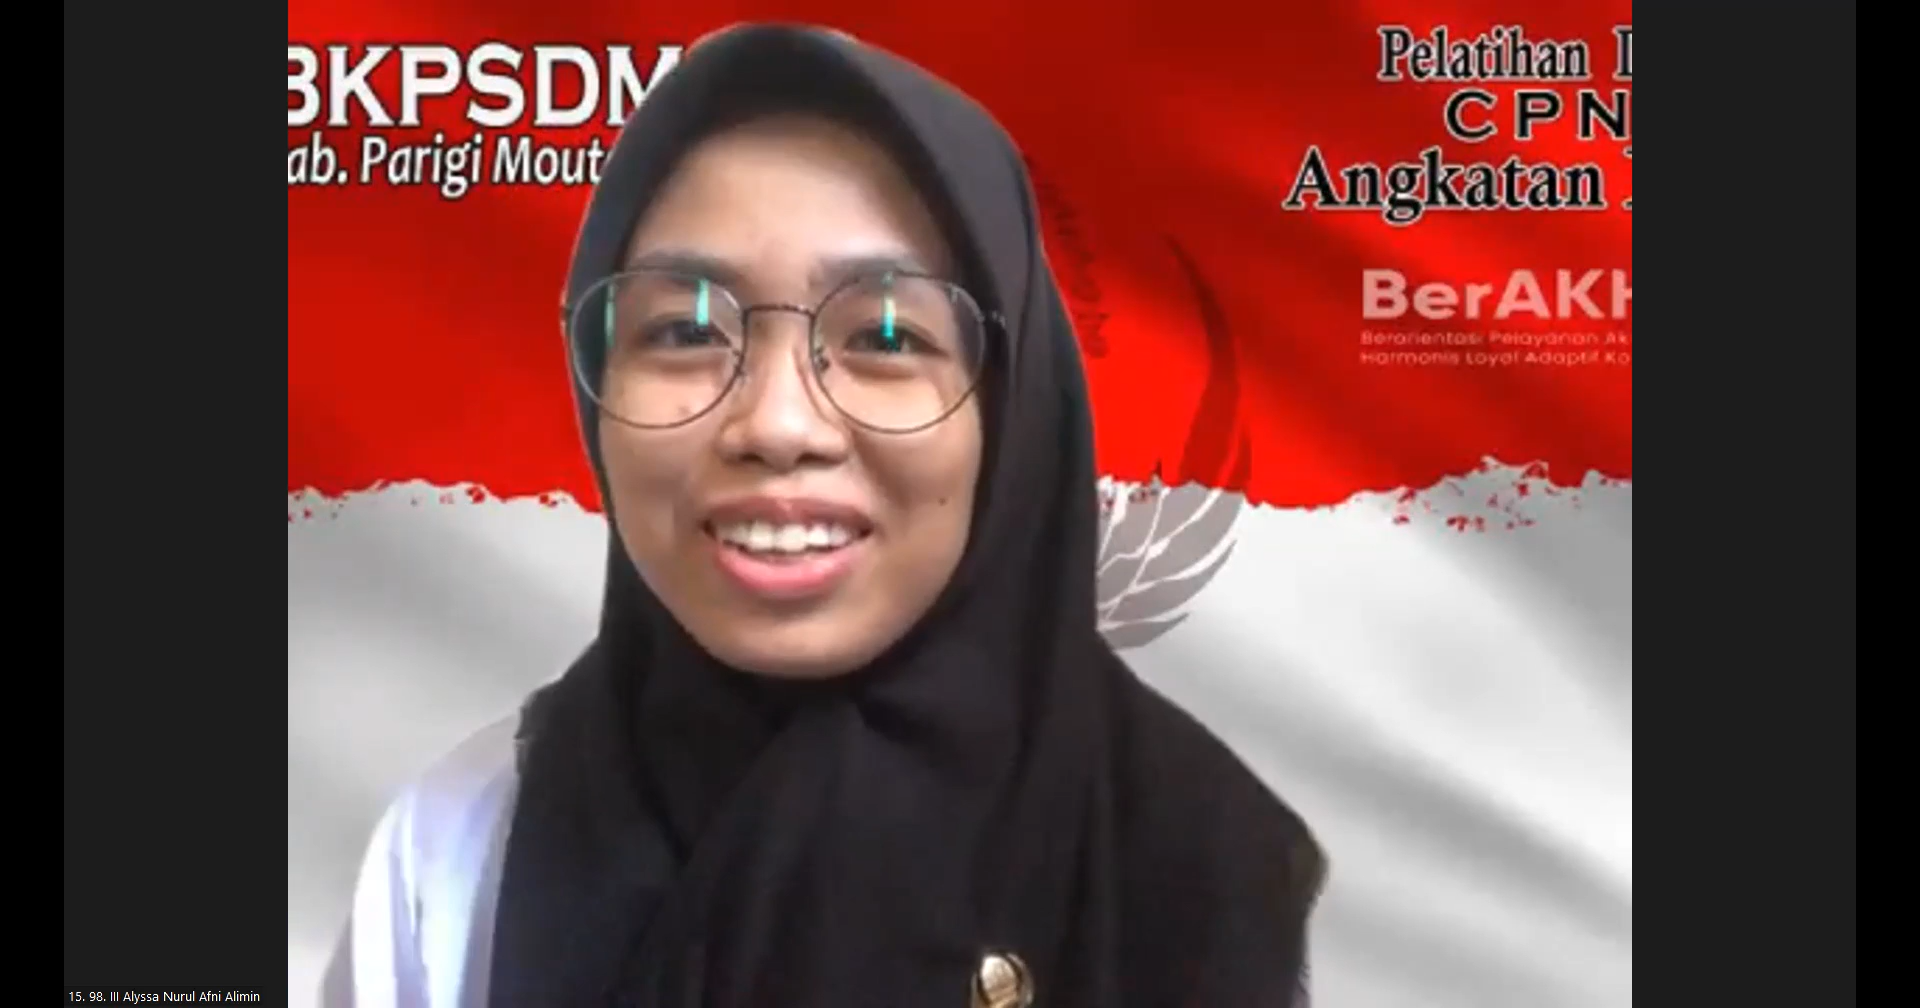 BKPSDM
ab. Parigi Mout
Pelatihan
CPN
Angkatan
BerAKH
Berorientasi Pelayanan Ak
Harmonis Loyal Adaptif Ko
15. 98. III Alyssa Nurul Afni Alimin